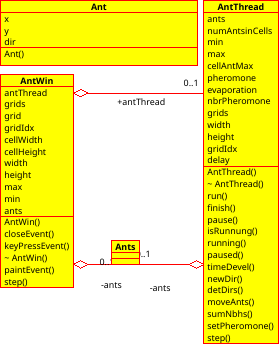 Ant
x
y
dir
Ant()
AntWin
antThread
grids
grid
gridIdx
cellWidth
cellHeight
width
height
max
min
ants
AntWin()
closeEvent()
keyPressEvent()
~ AntWin()
paintEvent()
step()
0..1
+antThread
Ants
0..
..1
-ants
-ants
AntThread
ants
numAntsinCells
min
max
cellAntMax
pheromone
evaporation
nbrPheromone
grids
width
height
gridIdx
delay
AntThread()
~ AntThread()
run()
finish()
pause()
isRunnung()
running()
paused()
timeDevel()
newDir()
detDirs()
moveAnts()
sumNbhs()
setPheromone()
step()